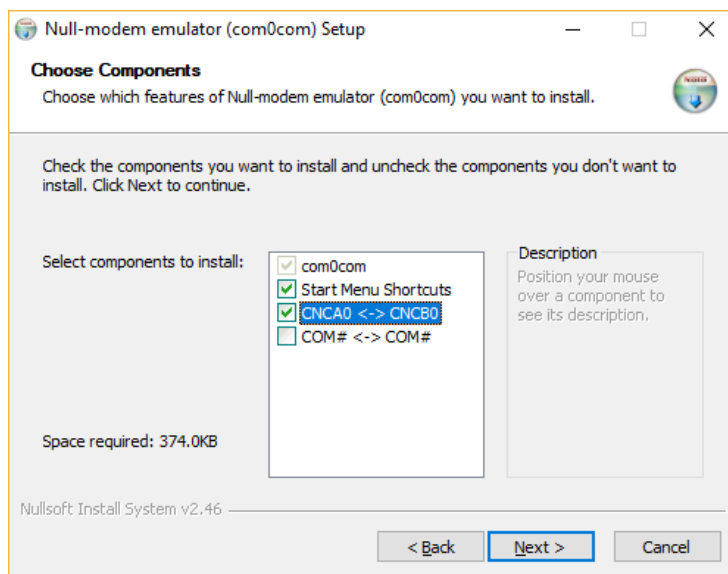 Null-modem emulator (com0com) Setup
Choose Components
Choose which features of Null-modem emulator (com0com) you want to install.
Check the components you want to install and uncheck the components you don't want to
install. Click Next to continue.
Select components to install:
com0com
Start Menu Shortcuts
CNCA0 <-> CNCB0
COM# <-> COM#
Description
Position your mouse
over a component to
see its description.
Space required: 374.0KB
Nullsoft Install System v2.46
< Back
Next >
Cancel